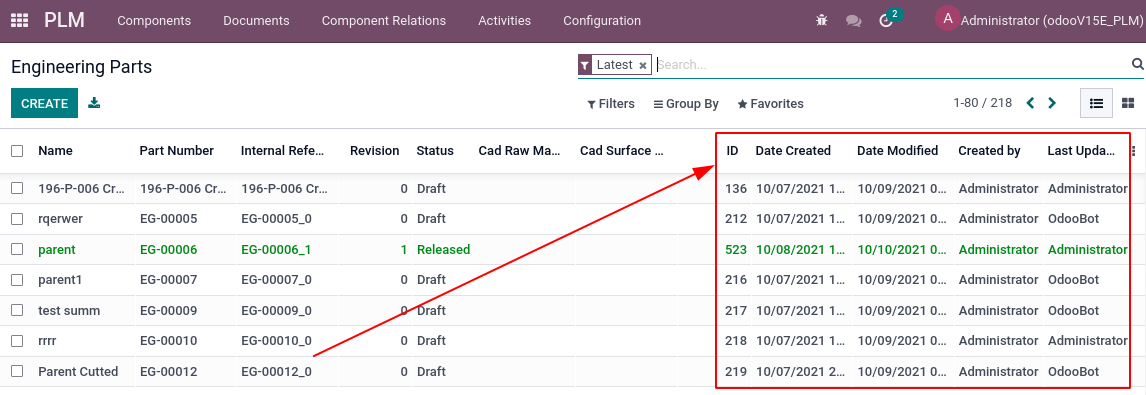 PLM Components Documents Component Relations Activities Configuration 2 A Administrator (odooV15E_PLM)
Engineering Parts Latest × Search...
CREATE Filters Group By Favorites 1-80 / 218
Name Part Number Internal Refe... Revision Status Cad Raw Ma... Cad Surface ... ID Date Created Date Modified Created by Last Upda...
196-P-006 Cr... 196-P-006 Cr... 196-P-006 Cr... 0 Draft 136 10/07/2021 1... 10/09/2021 0... Administrator Administrator
rqerwer EG-00005 EG-00005_0 0 Draft 212 10/07/2021 1... 10/09/2021 0... Administrator OdooBot
parent EG-00006 EG-00006_1 1 Released 523 10/08/2021 1... 10/10/2021 0... Administrator Administrator
parent1 EG-00007 EG-00007_0 0 Draft 216 10/07/2021 1... 10/09/2021 0... Administrator OdooBot
test summ EG-00009 EG-00009_0 0 Draft 217 10/07/2021 1... 10/09/2021 0... Administrator OdooBot
rrrr EG-00010 EG-00010_0 0 Draft 218 10/07/2021 1... 10/09/2021 0... Administrator Administrator
Parent Cutted EG-00012 EG-00012_0 0 Draft 219 10/07/2021 2... 10/09/2021 0... Administrator OdooBot